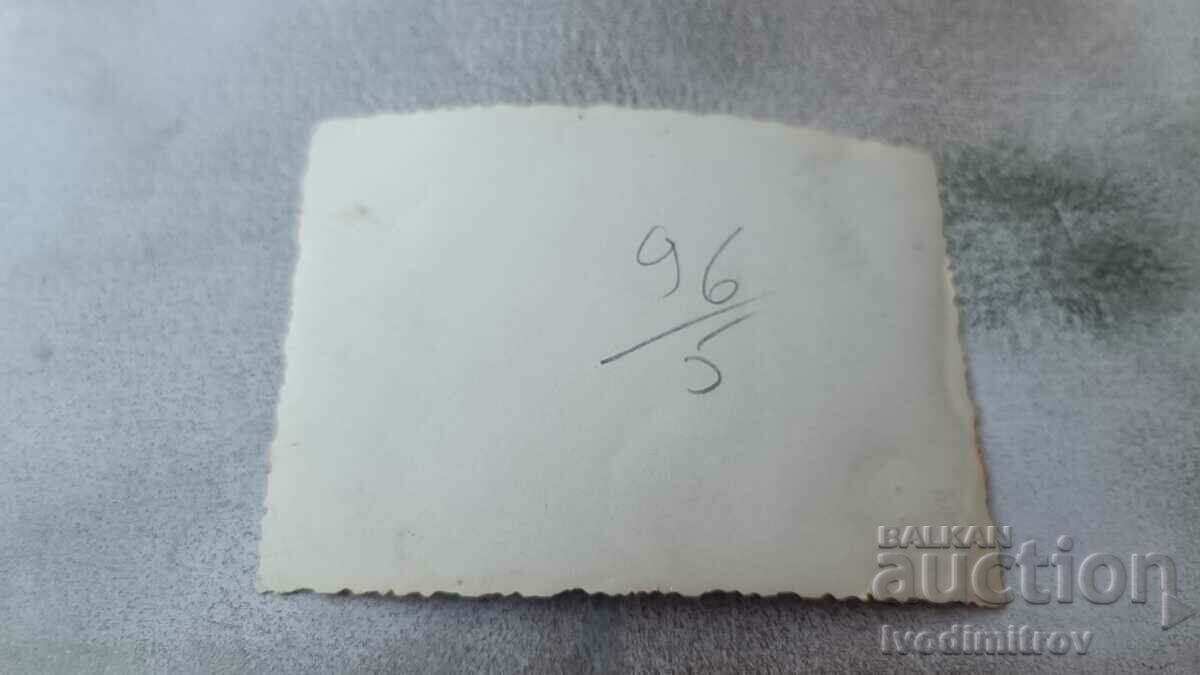 96
5
BALKAN
auction
Ivodimitrov